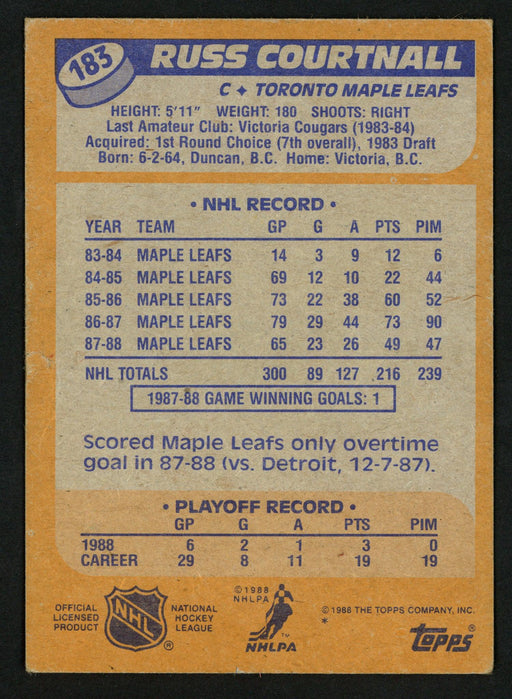 183
RUSS COURTNALL
C ✦ TORONTO MAPLE LEAFS
HEIGHT: 5'11" WEIGHT: 180 SHOOTS: RIGHT
Last Amateur Club: Victoria Cougars (1983-84)
Acquired: 1st Round Choice (7th overall), 1983 Draft
Born: 6-2-64, Duncan, B.C. Home: Victoria, B.C.
• NHL RECORD •
YEAR TEAM GP G A PTS PIM
83-84 MAPLE LEAFS 14 3 9 12 6
84-85 MAPLE LEAFS 69 12 10 22 44
85-86 MAPLE LEAFS 73 22 38 60 52
86-87 MAPLE LEAFS 79 29 44 73 90
87-88 MAPLE LEAFS 65 23 26 49 47
NHL TOTALS 300 89 127 216 239
1987-88 GAME WINNING GOALS: 1
Scored Maple Leafs only overtime
goal in 87-88 (vs. Detroit, 12-7-87).
• PLAYOFF RECORD •
GP G A PTS PIM
1988 6 2 1 3 0
CAREER 29 8 11 19 19
OFFICIAL
LICENSED
PRODUCT
NHL
®
NATIONAL
HOCKEY
LEAGUE
© 1988
NHLPA
TM
NHLPA
© 1988 THE TOPPS COMPANY, INC.
*
topps®